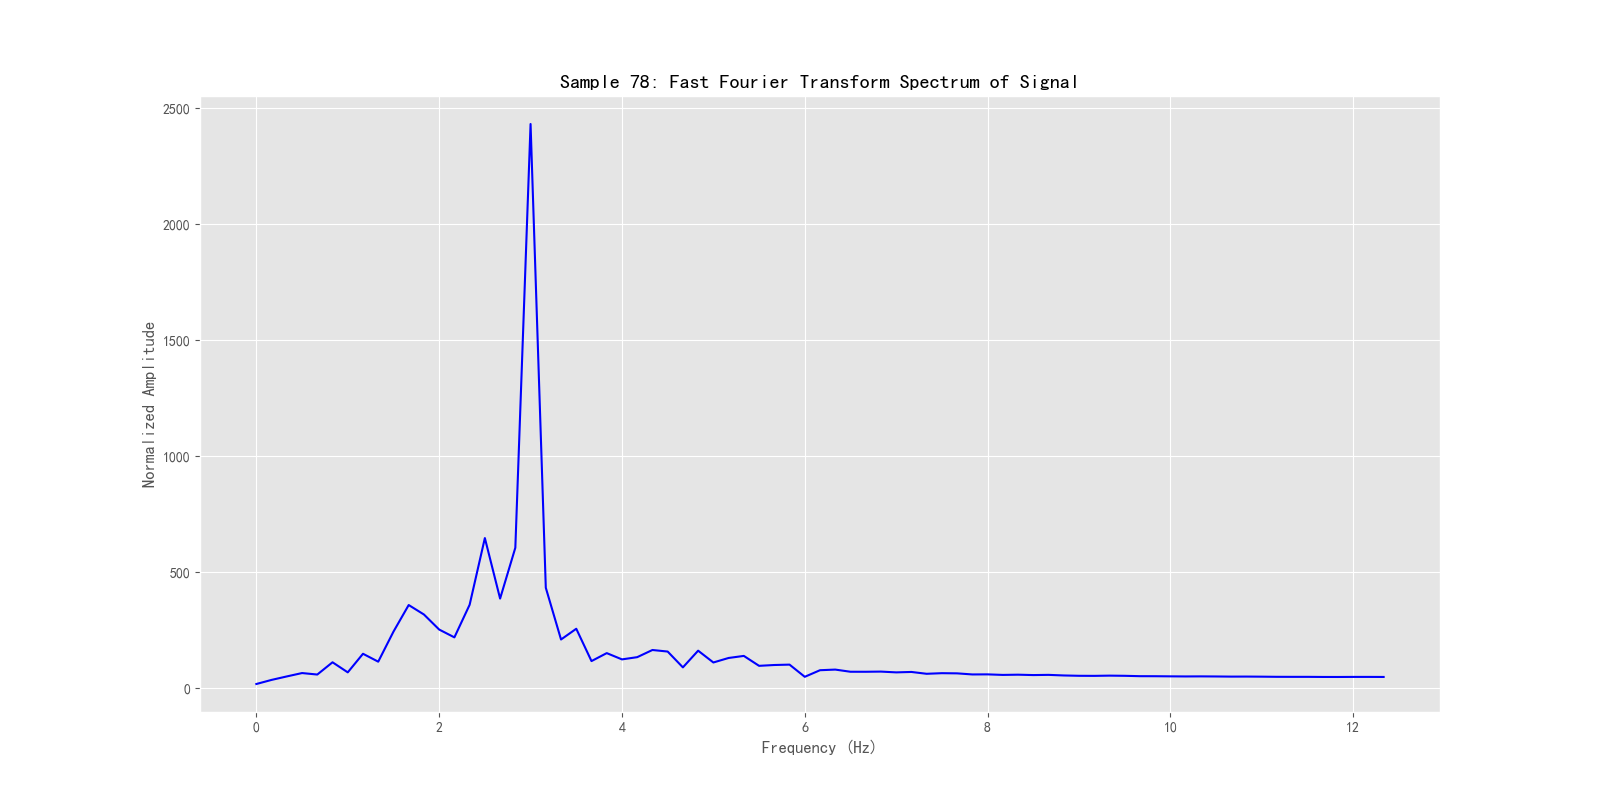 Sample 78: Fast Fourier Transform Spectrum of Signal
2500
2000
1500
1000
500
0
Normalized Amplitude
0 2 4 6 8 10 12
Frequency (Hz)